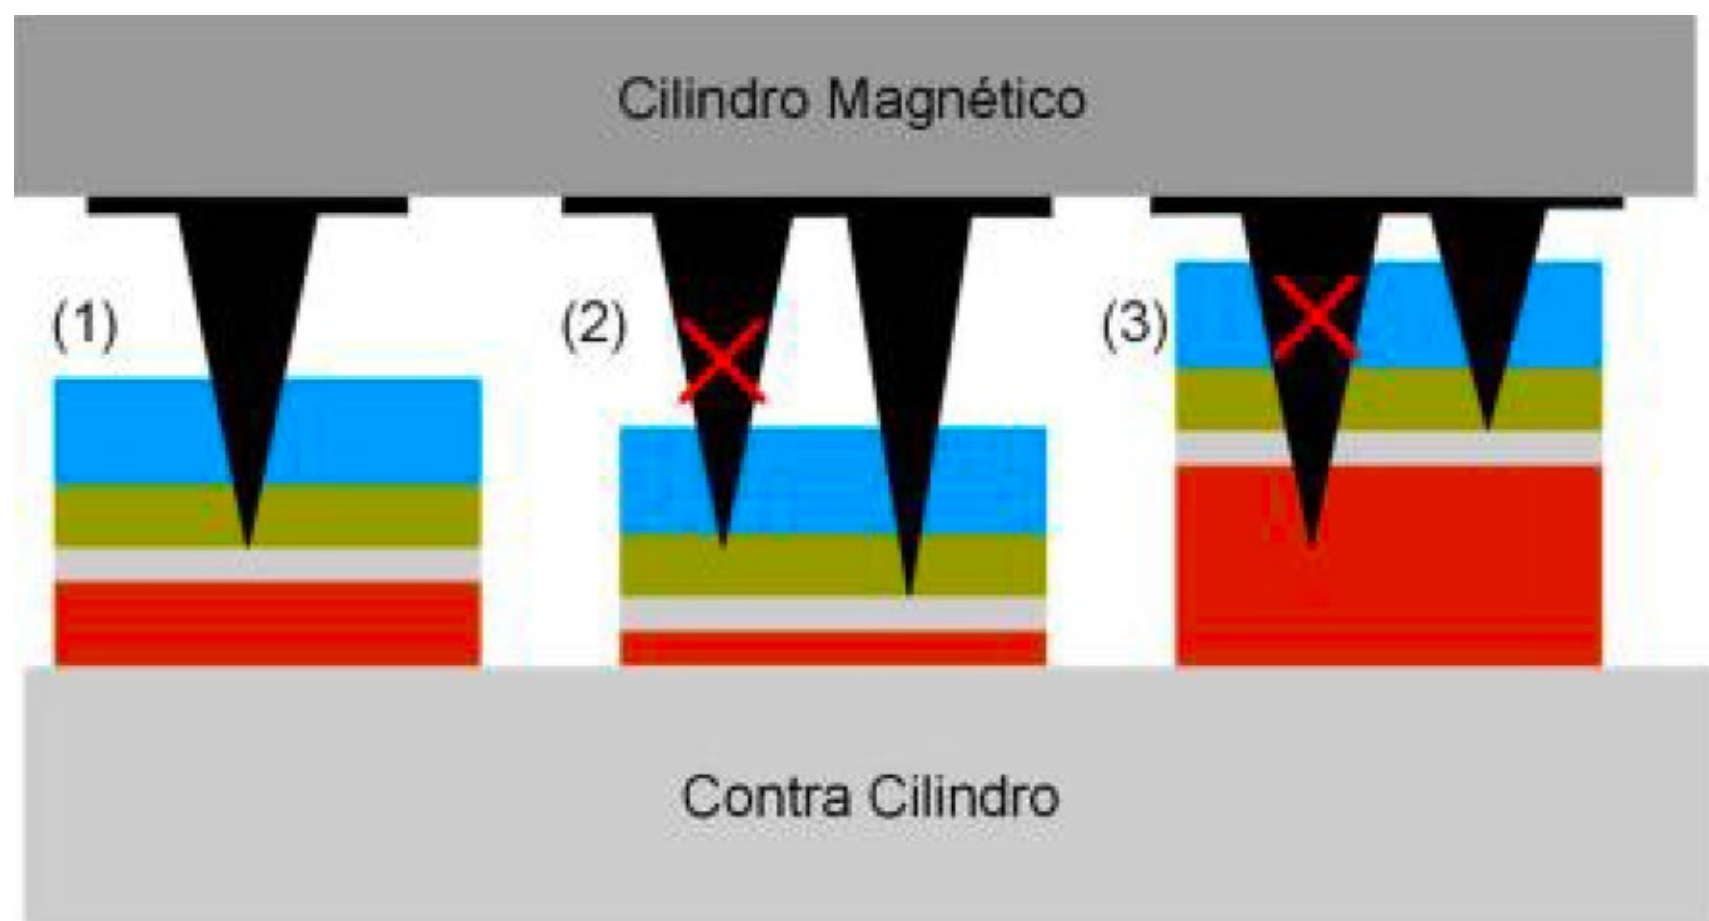 Cilindro Magnético
(1)
(2)
(3)
Contra Cilindro